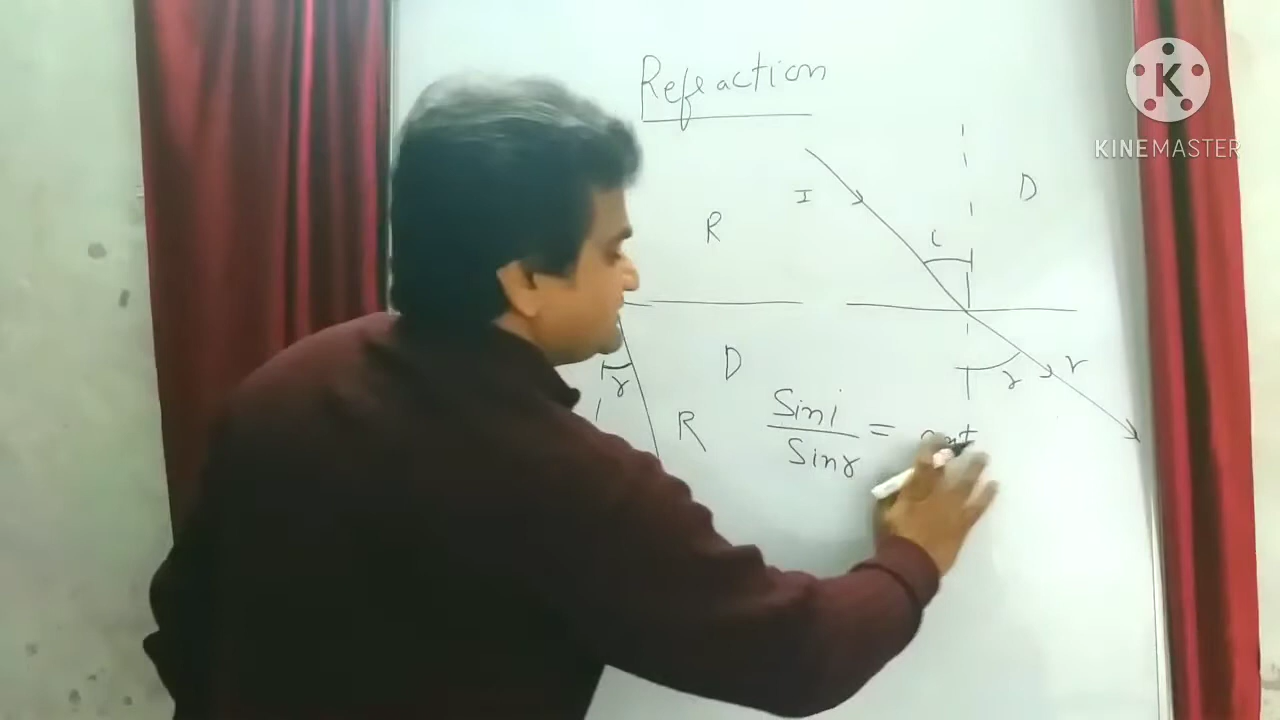 Refraction
I
D
R
i
r
r
r
D
R
Sin i
Sin r
=
KINEMASTER
K